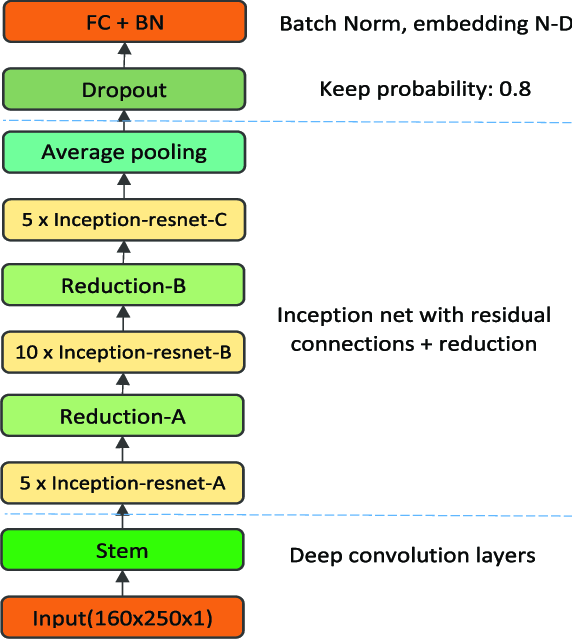 FC + BN
Batch Norm, embedding N-D
Dropout
Keep probability: 0.8
Average pooling
5 x Inception-resnet-C
Reduction-B
Inception net with residual
connections + reduction
10 x Inception-resnet-B
Reduction-A
5 x Inception-resnet-A
Stem
Deep convolution layers
Input(160x250x1)